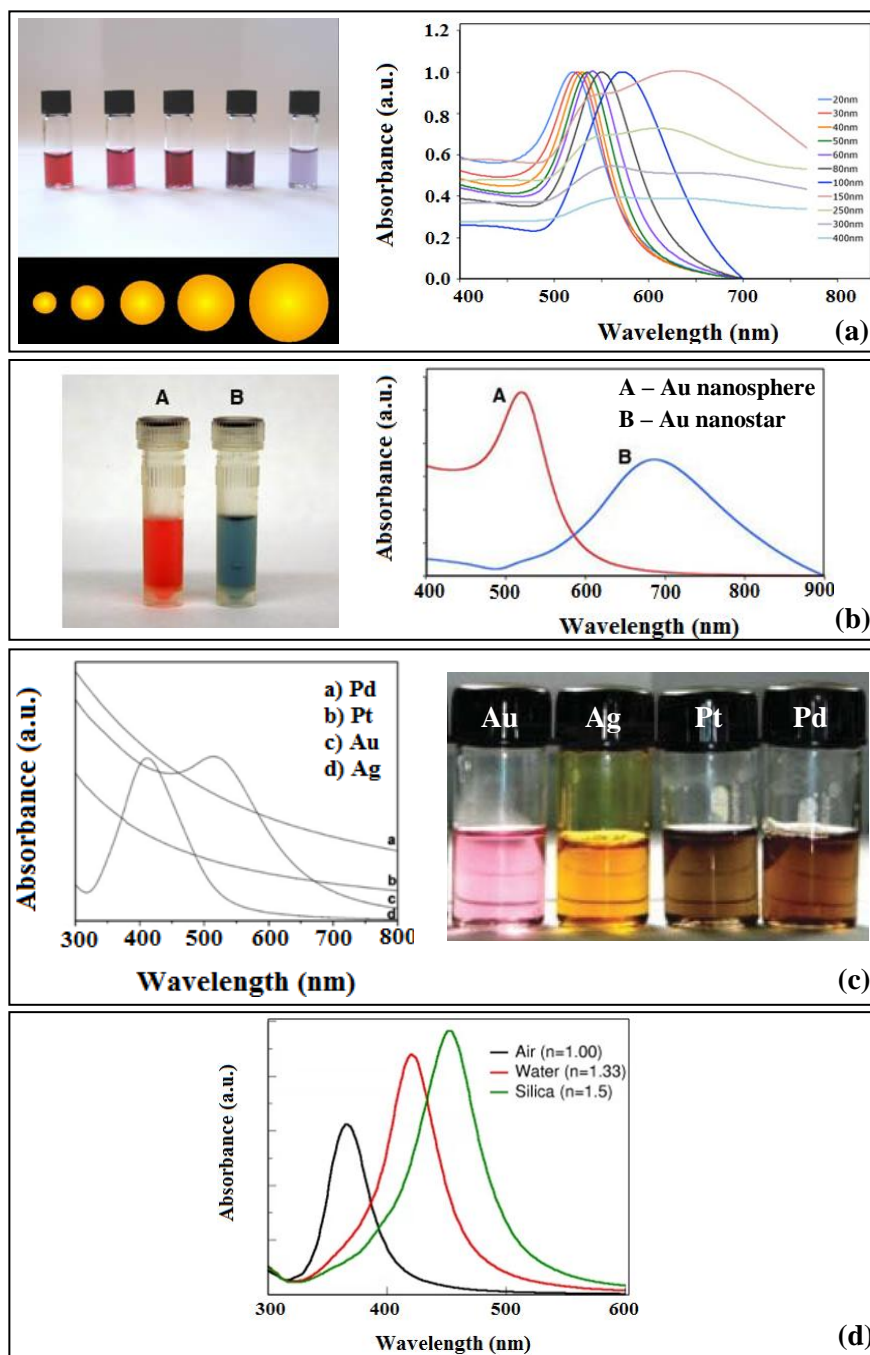 1.2
1.0
0.8
0.6
0.4
0.2
0.0
Absorbance (a.u.)
400 500 600 700 800
Wavelength (nm)
20nm
30nm
40nm
50nm
60nm
80nm
100nm
150nm
250nm
300nm
400nm
(a)
A B
Absorbance (a.u.)
A
B
A – Au nanosphere
B – Au nanostar
400 500 600 700 800 900
Wavelength (nm)
(b)
Absorbance (a.u.)
a) Pd
b) Pt
c) Au
d) Ag
a
b
c
d
300 400 500 600 700 800
Wavelength (nm)
Au Ag Pt Pd
(c)
Absorbance (a.u.)
Air (n=1.00)
Water (n=1.33)
Silica (n=1.5)
300 400 500 600
Wavelength (nm)
(d)